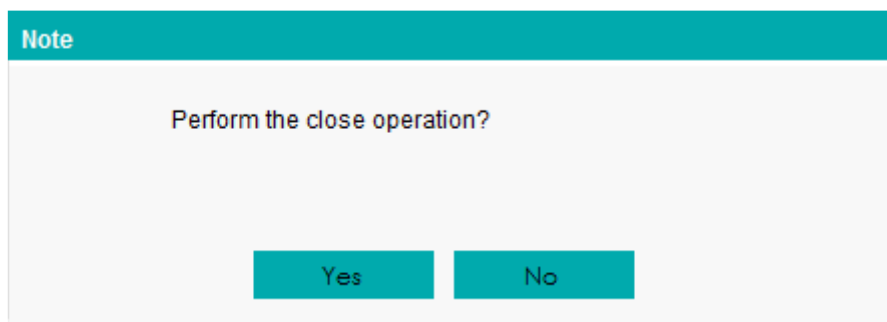 Note
Perform the close operation?
Yes No